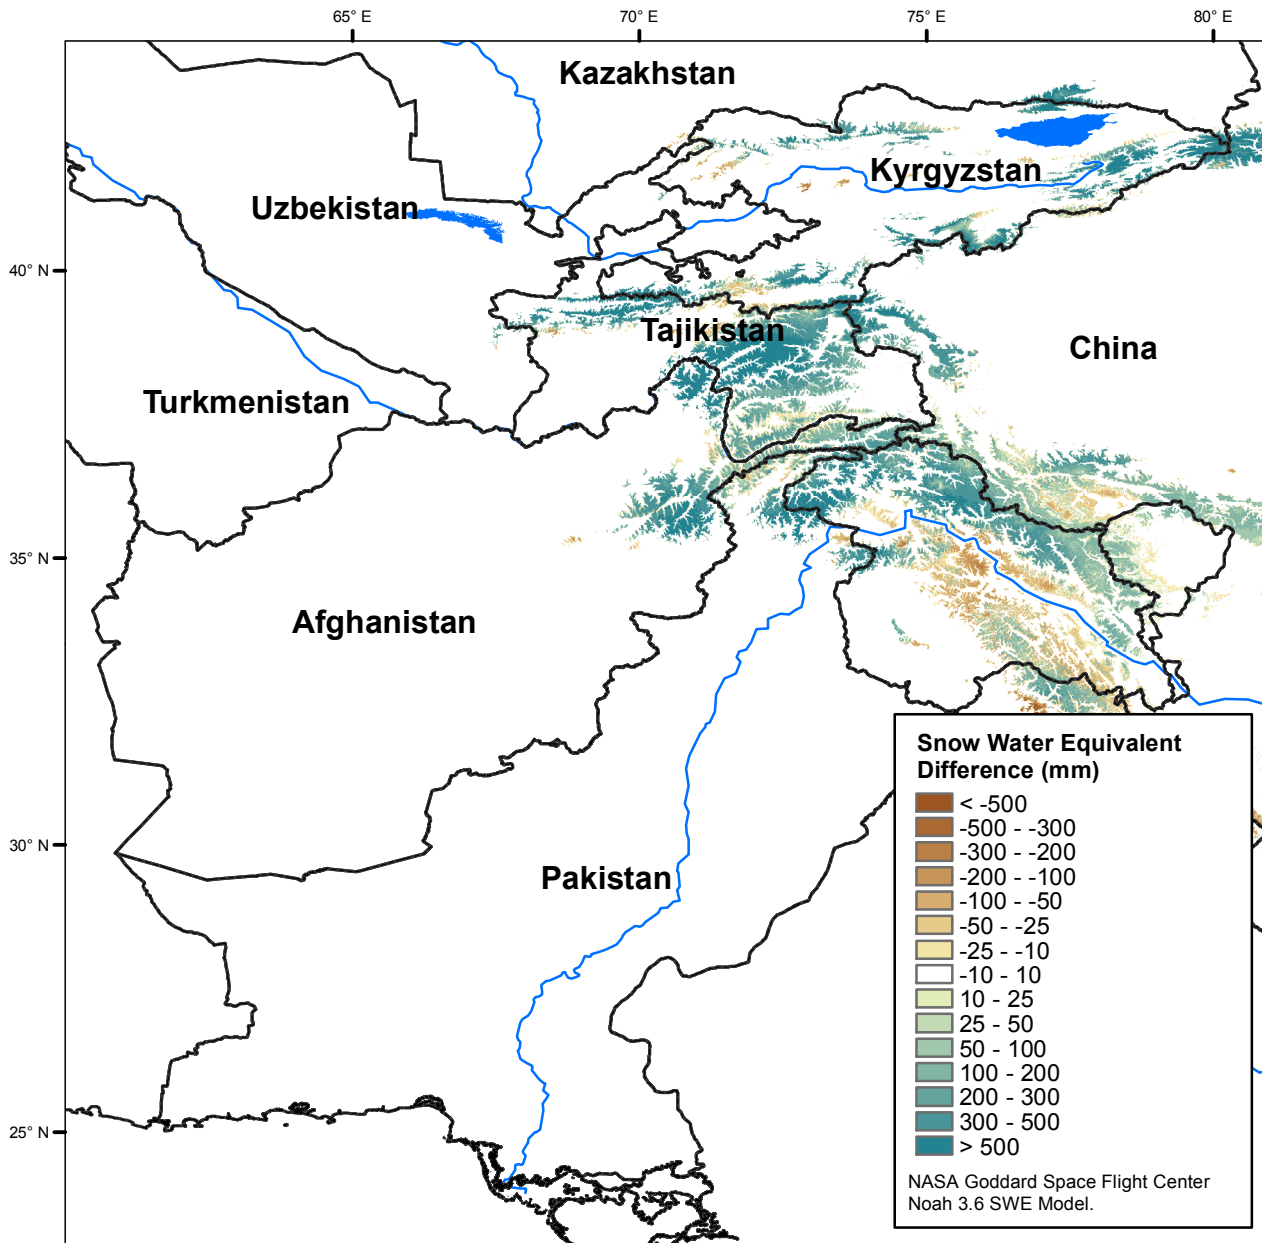 65° E
70° E
75° E
80° E
Kazakhstan
Kyrgyzstan
Uzbekistan
40° N
Tajikistan
China
Turkmenistan
35° N
Afghanistan
Snow Water Equivalent
Difference (mm)
< -500
-500 - -300
-300 - -200
-200 - -100
-100 - -50
-50 - -25
-25 - -10
-10 - 10
10 - 25
25 - 50
50 - 100
100 - 200
200 - 300
300 - 500
> 500
NASA Goddard Space Flight Center
Noah 3.6 SWE Model.
30° N
Pakistan
25° N